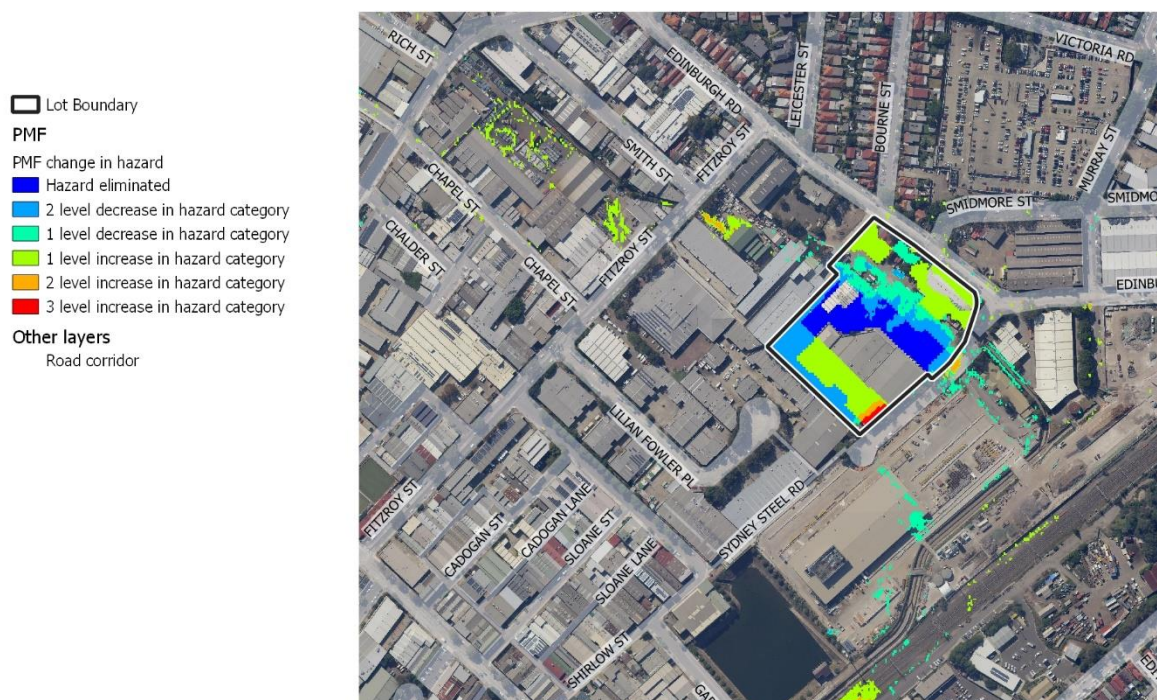 Lot Boundary
PMF
PMF change in hazard
Hazard eliminated
2 level decrease in hazard category
1 level decrease in hazard category
1 level increase in hazard category
2 level increase in hazard category
3 level increase in hazard category
Other layers
Road corridor
RICH ST
EDINBURGH RD
LEICESTER ST
BOURNE ST
VICTORIA RD
MURRAY ST
SMITH ST
FITZROY ST
CHAPEL ST
SMIDMORE ST
SMIDMO
CHALDER ST
CHAPEL ST
FITZROY ST
EDINBU
LILIAN FOWLER PL
FITZROY ST
CADOGAN ST
CADOGAN LANE
SLOANE ST
SLOANE LANE
SYDNEY STEEL RD
SHIRLOW ST